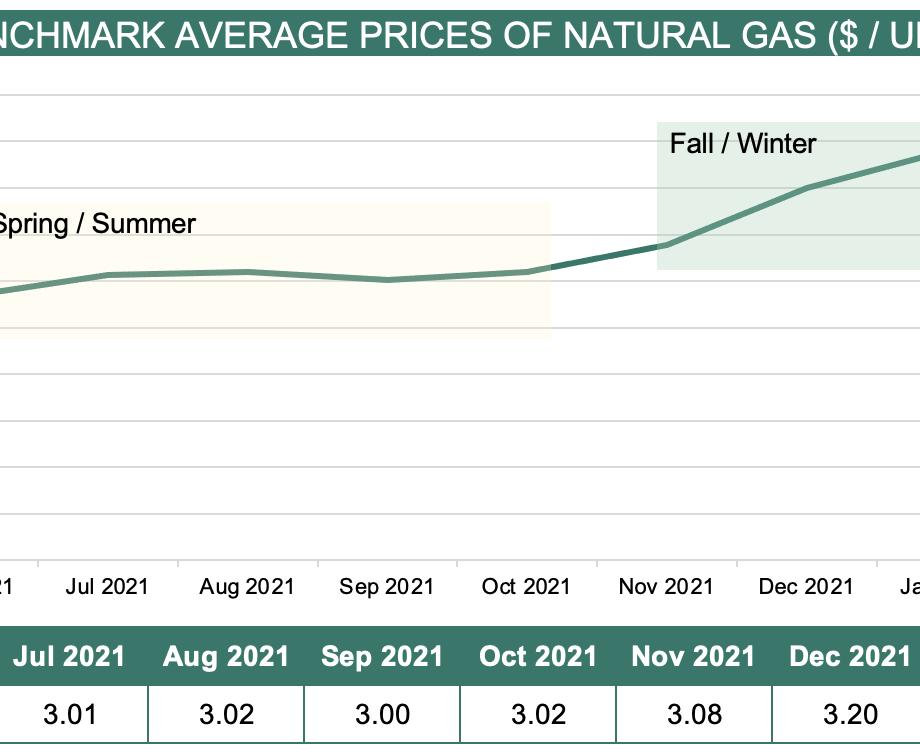 NCHMARK AVERAGE PRICES OF NATURAL GAS ($ / U
Fall / Winter
Spring / Summer
21 Jul 2021 Aug 2021 Sep 2021 Oct 2021 Nov 2021 Dec 2021 Ja
Jul 2021 Aug 2021 Sep 2021 Oct 2021 Nov 2021 Dec 2021
3.01 3.02 3.00 3.02 3.08 3.20